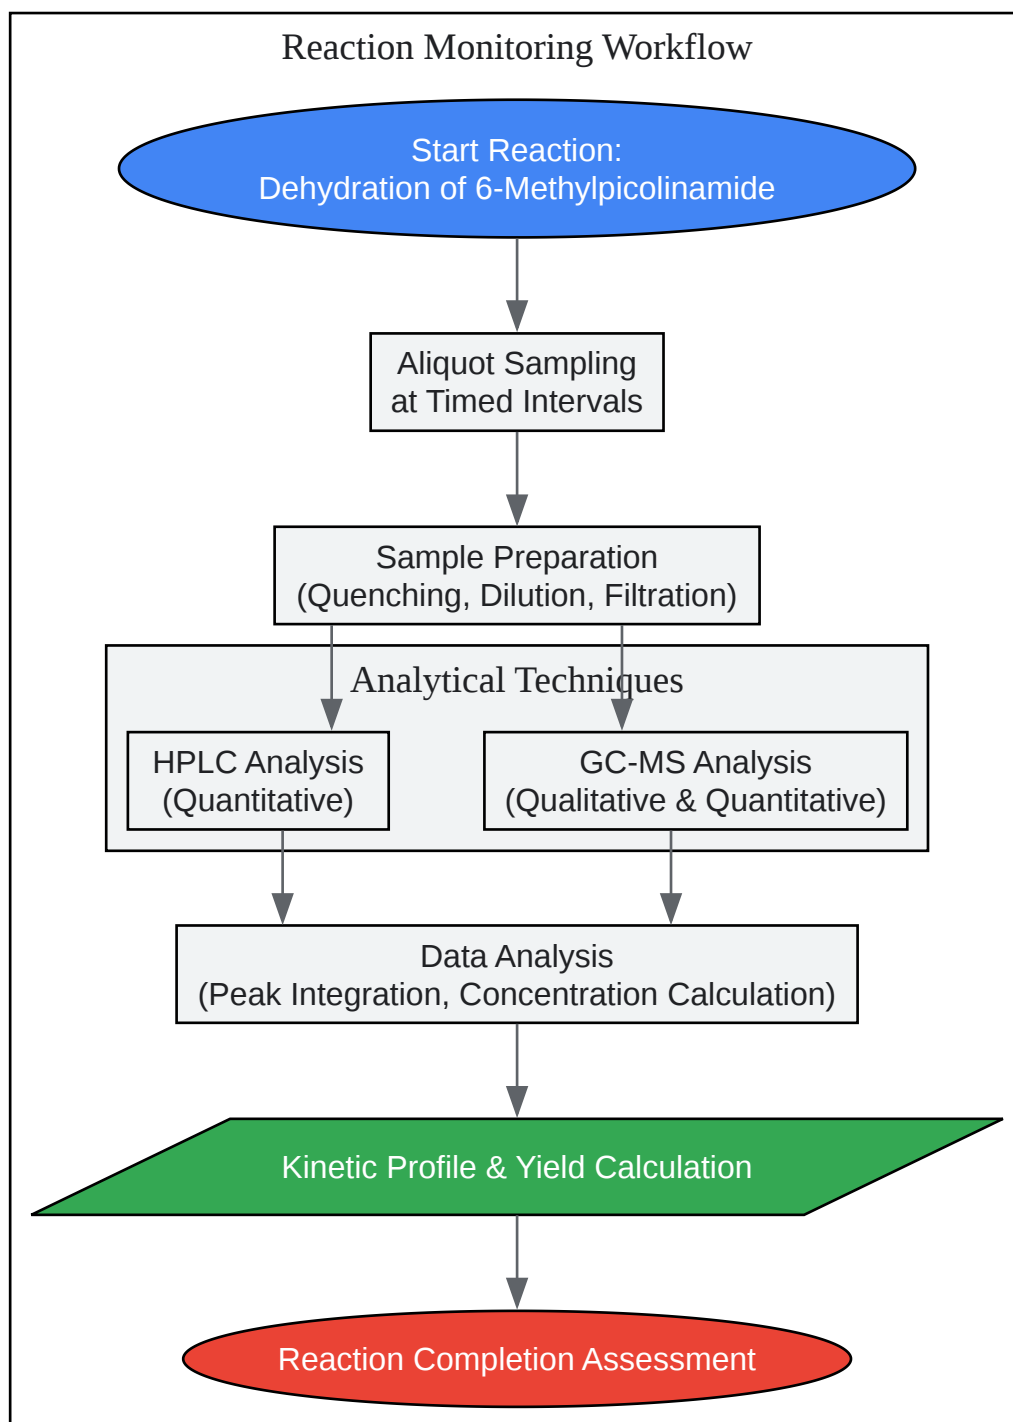 Reaction Monitoring Workflow
Start Reaction:
Dehydration of 6-Methylpicolinamide
Aliquot Sampling
at Timed Intervals
Sample Preparation
(Quenching, Dilution, Filtration)
Analytical Techniques
HPLC Analysis
(Quantitative)
GC-MS Analysis
(Qualitative & Quantitative)
Data Analysis
(Peak Integration, Concentration Calculation)
Kinetic Profile & Yield Calculation
Reaction Completion Assessment